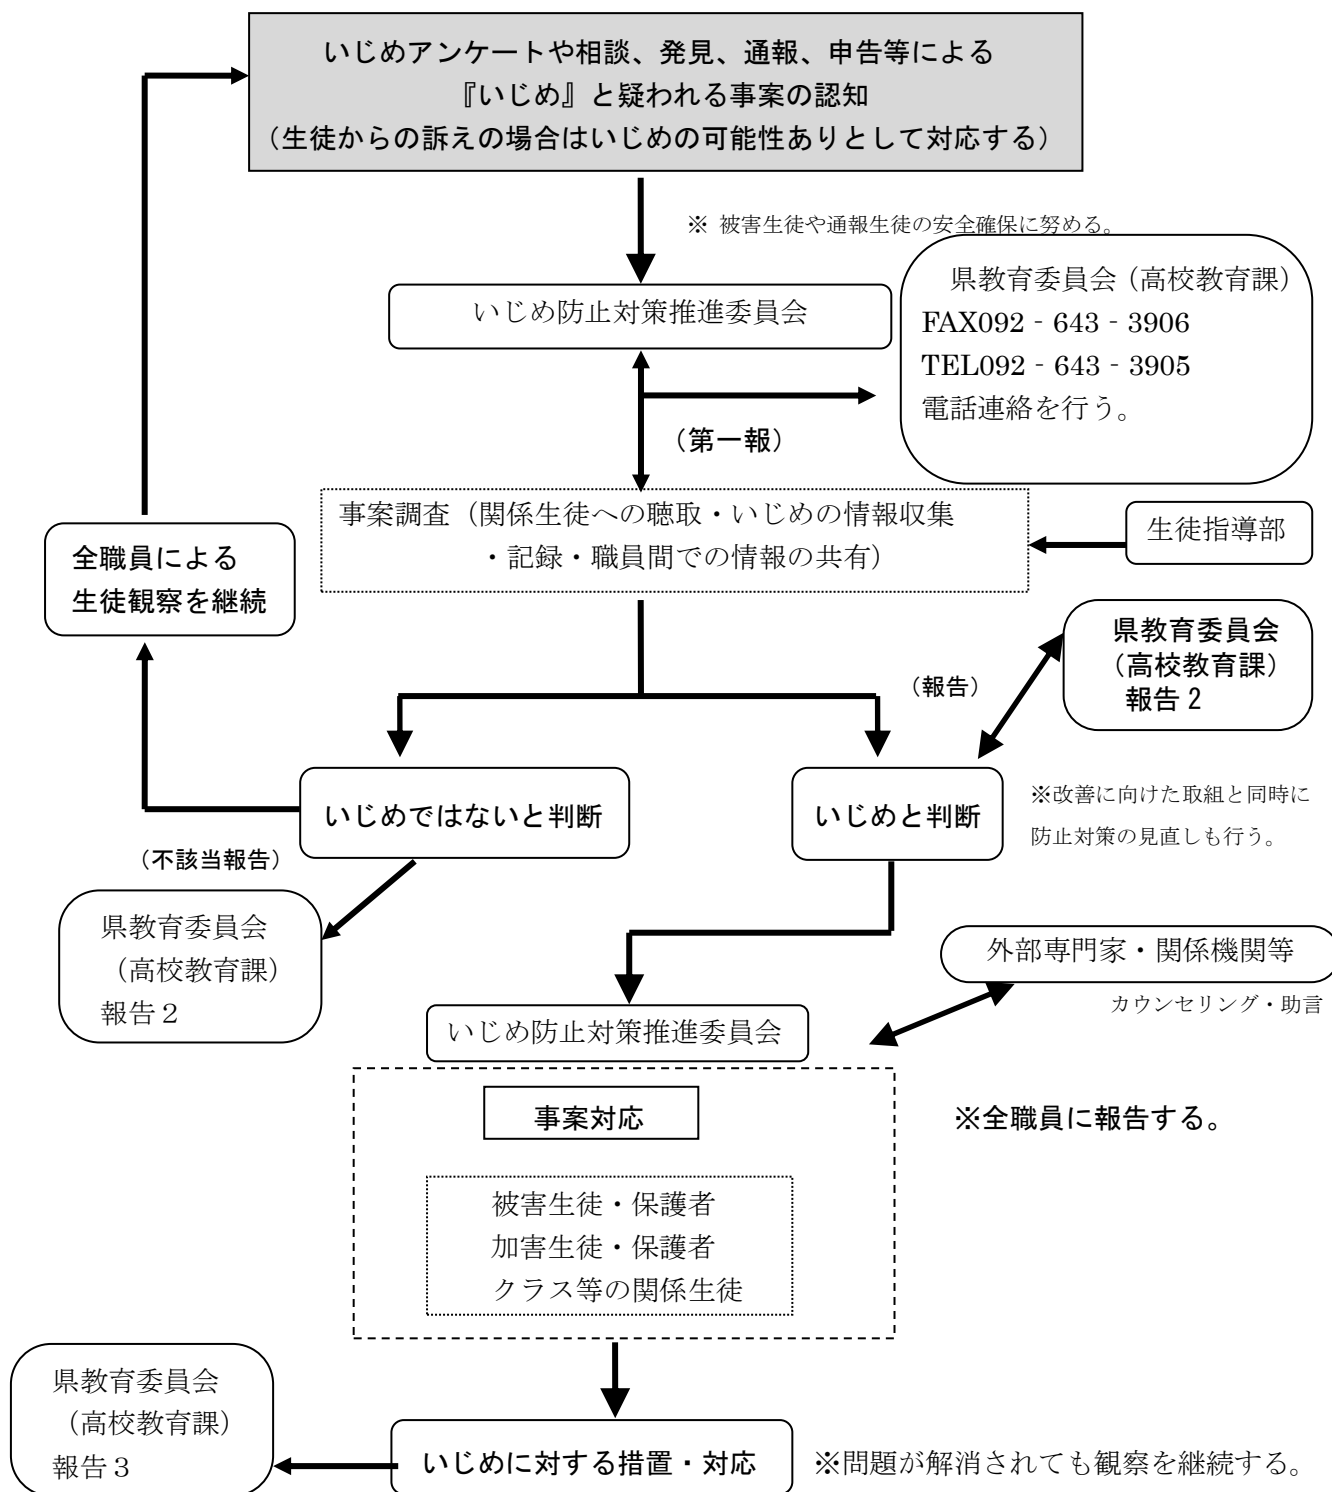 いじめアンケートや相談、発見、通報、申告等による
『いじめ』と疑われる事案の認知
（生徒からの訴えの場合はいじめの可能性ありとして対応する）
※ 被害生徒や通報生徒の安全確保に努める。
いじめ防止対策推進委員会
県教育委員会（高校教育課）
FAX092‐643‐3906
TEL092‐643‐3905
電話連絡を行う。
（第一報）
事案調査（関係生徒への聴取・いじめの情報収集
・記録・職員間での情報の共有）
生徒指導部
全職員による
生徒観察を継続
県教育委員会
（高校教育課）
報告２
（報告）
いじめではないと判断
いじめと判断
※改善に向けた取組と同時に
防止対策の見直しも行う。
（不該当報告）
県教育委員会
（高校教育課）
報告２
外部専門家・関係機関等
カウンセリング・助言
いじめ防止対策推進委員会
事案対応
※全職員に報告する。
被害生徒・保護者
加害生徒・保護者
クラス等の関係生徒
県教育委員会
（高校教育課）
報告３
いじめに対する措置・対応
※問題が解消されても観察を継続する。